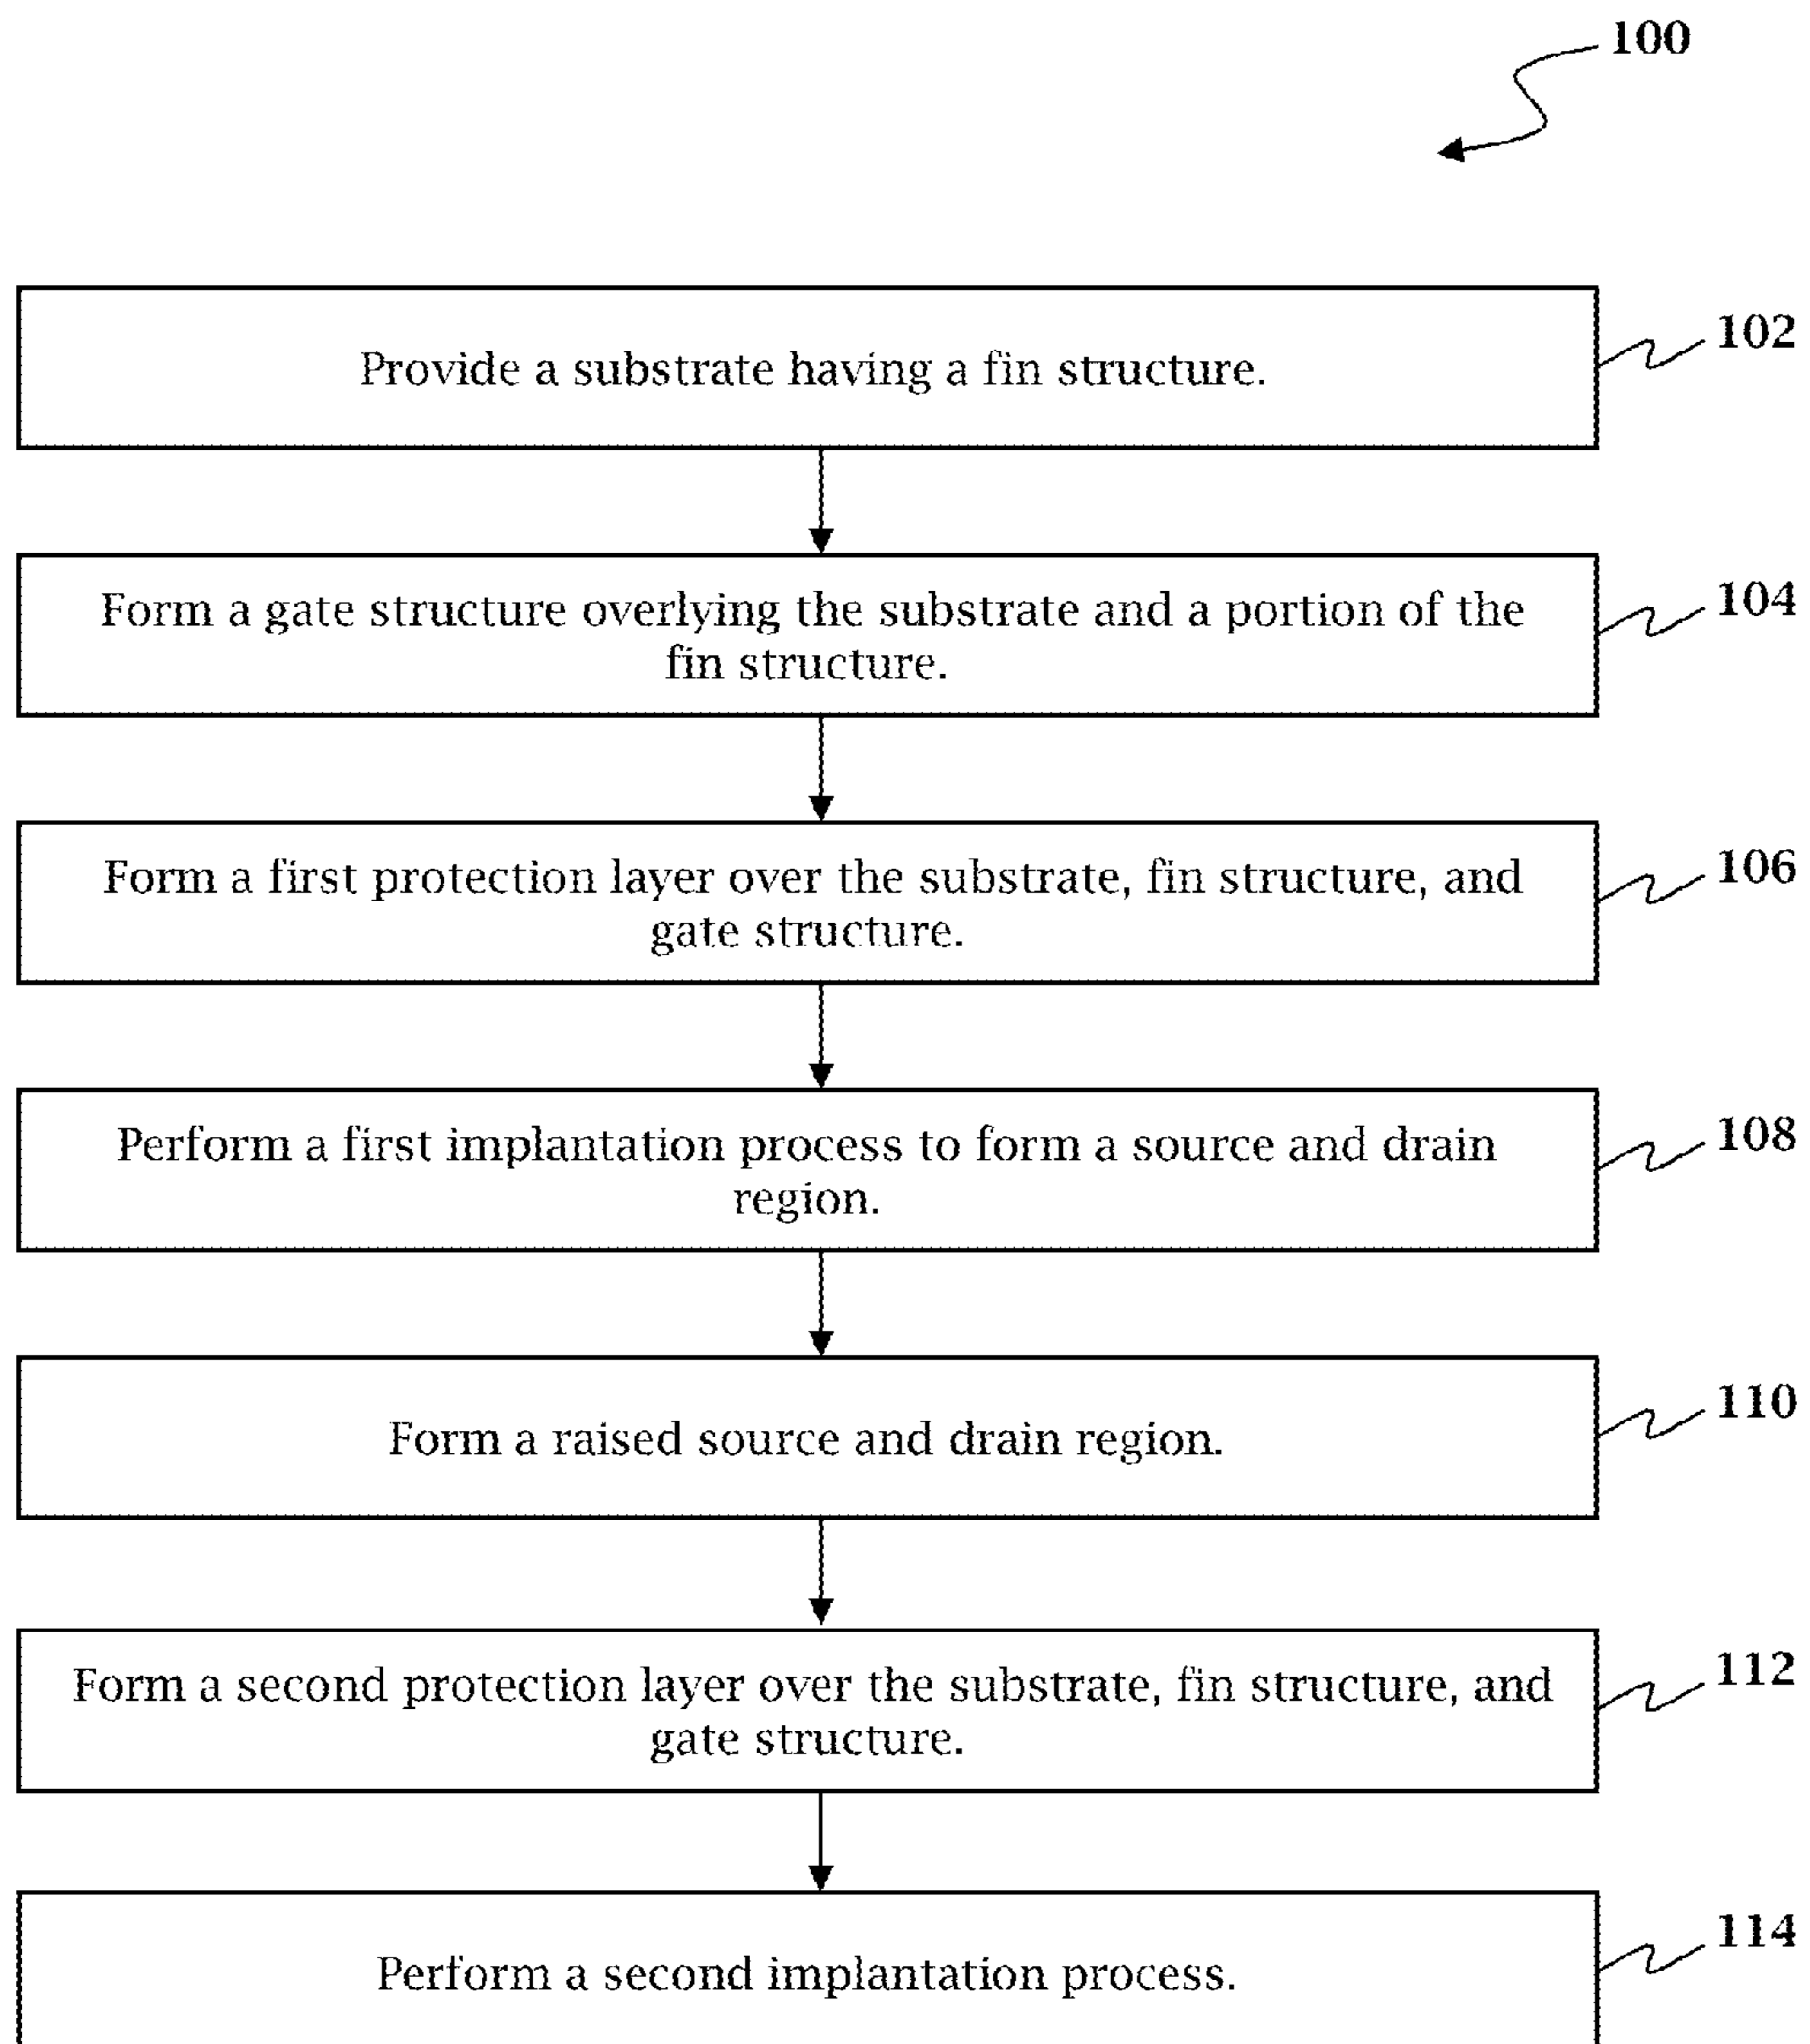 100
Provide a substrate having a fin structure.
102
Form a gate structure overlying the substrate and a portion of the
fin structure.
104
Form a first protection layer over the substrate, fin structure, and
gate structure.
106
Perform a first implantation process to form a source and drain
region.
108
Form a raised source and drain region.
110
Form a second protection layer over the substrate, fin structure, and
gate structure.
112
Perform a second implantation process.
114